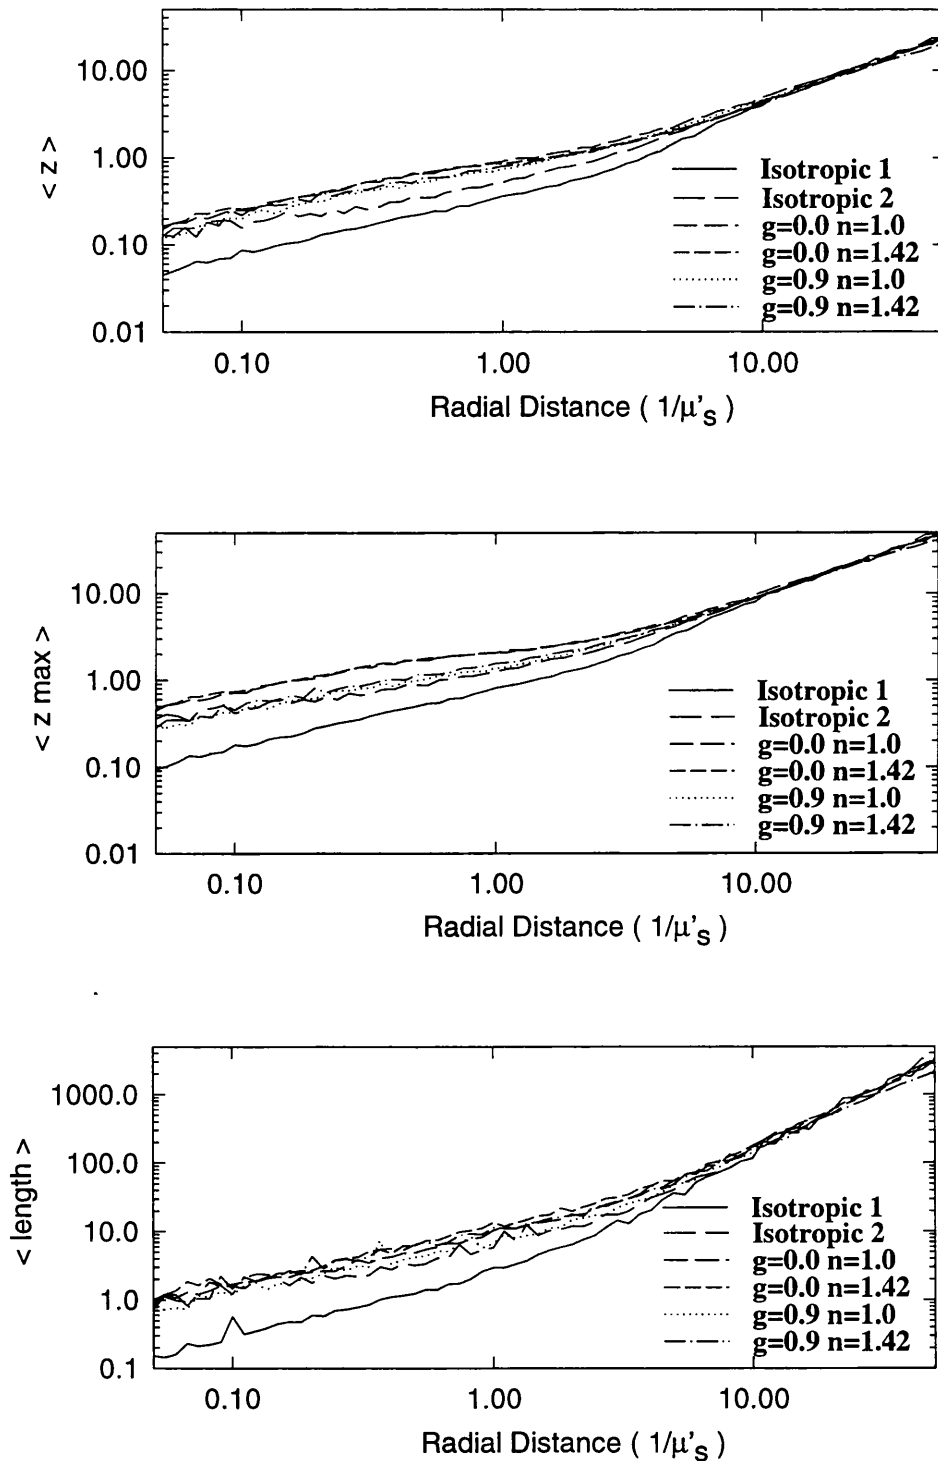 10.00
1.00
0.10
0.01
< z >
Isotropic 1
Isotropic 2
g=0.0 n=1.0
g=0.0 n=1.42
g=0.9 n=1.0
g=0.9 n=1.42
0.10 1.00 10.00
Radial Distance ( 1/μ's )
10.00
1.00
0.10
0.01
< z max >
Isotropic 1
Isotropic 2
g=0.0 n=1.0
g=0.0 n=1.42
g=0.9 n=1.0
g=0.9 n=1.42
0.10 1.00 10.00
Radial Distance ( 1/μ's )
1000.0
100.0
10.0
1.0
0.1
< length >
Isotropic 1
Isotropic 2
g=0.0 n=1.0
g=0.0 n=1.42
g=0.9 n=1.0
g=0.9 n=1.42
0.10 1.00 10.00
Radial Distance ( 1/μ's )